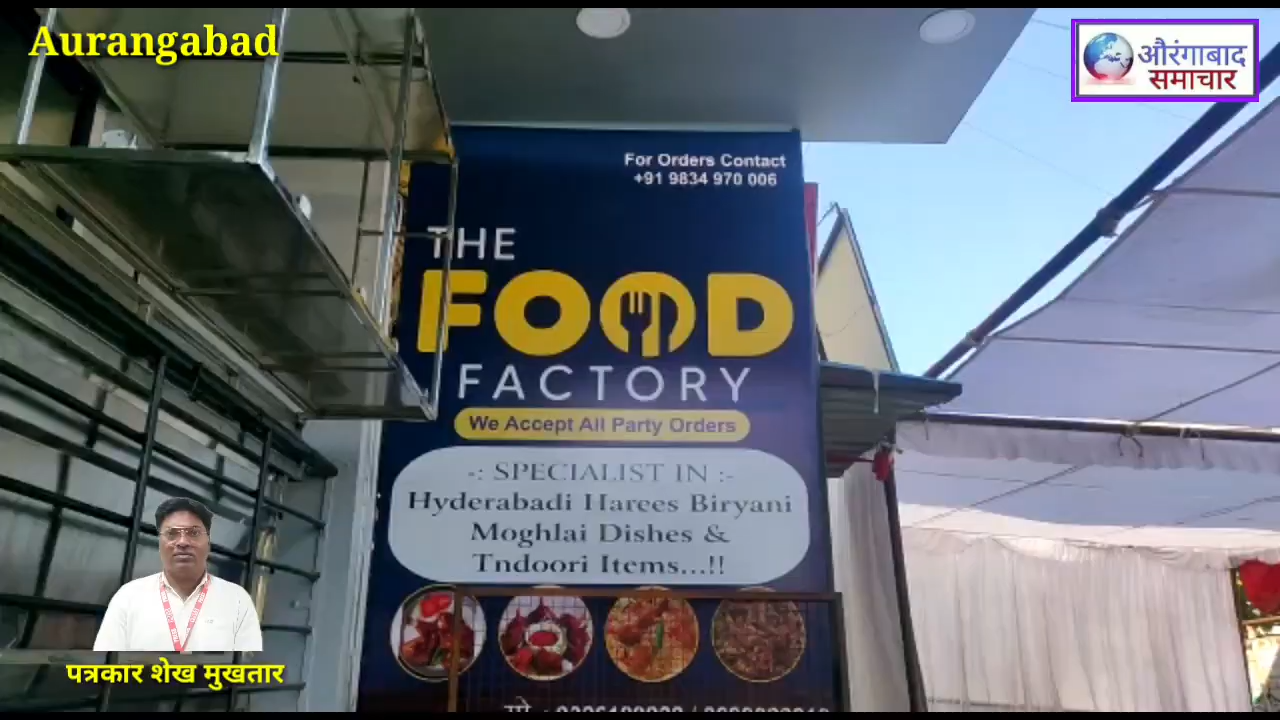 Aurangabad
औरंगाबाद
समाचार
For Orders Contact
+91 9834 970 006
THE
FOOD
FACTORY
We Accept All Party Orders
-: SPECIALIST IN :-
Hyderabadi Harees Biryani
Moghlai Dishes &
Tndoori Items...!!
पत्रकार शेख मुखतार